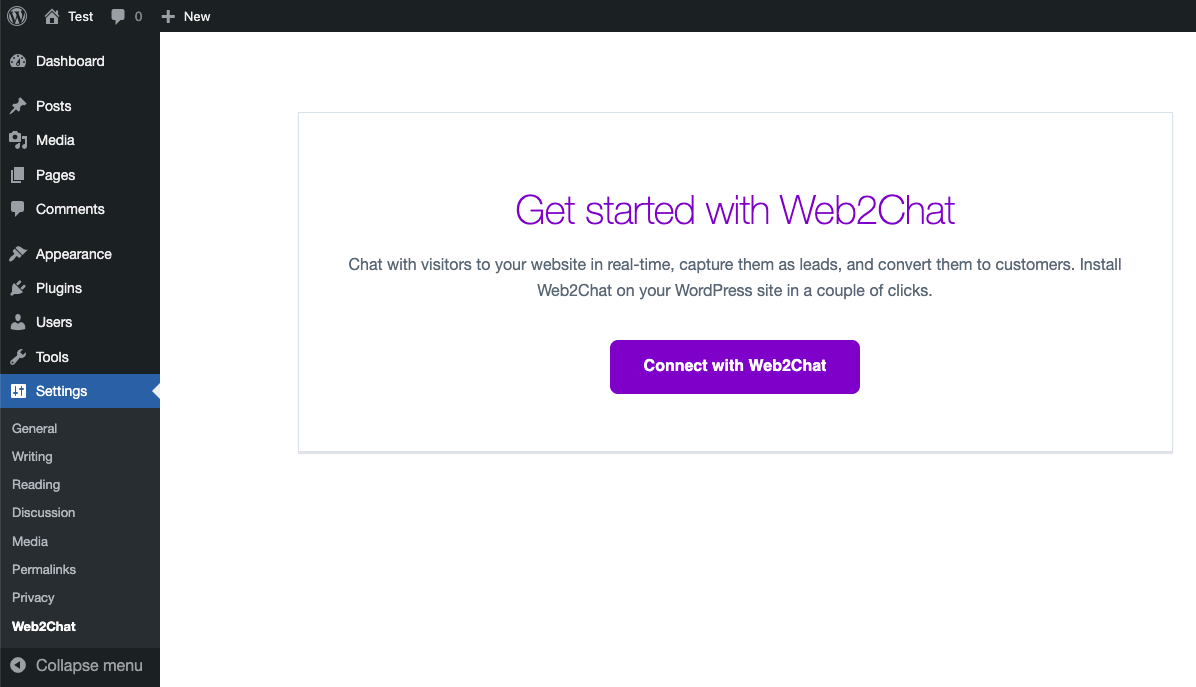 Test
0
New
Dashboard
Posts
Media
Pages
Comments
Appearance
Plugins
Users
Tools
Settings
General
Writing
Reading
Discussion
Media
Permalinks
Privacy
Web2Chat
Collapse menu
Get started with Web2Chat
Chat with visitors to your website in real-time, capture them as leads, and convert them to customers. Install
Web2Chat on your WordPress site in a couple of clicks.
Connect with Web2Chat